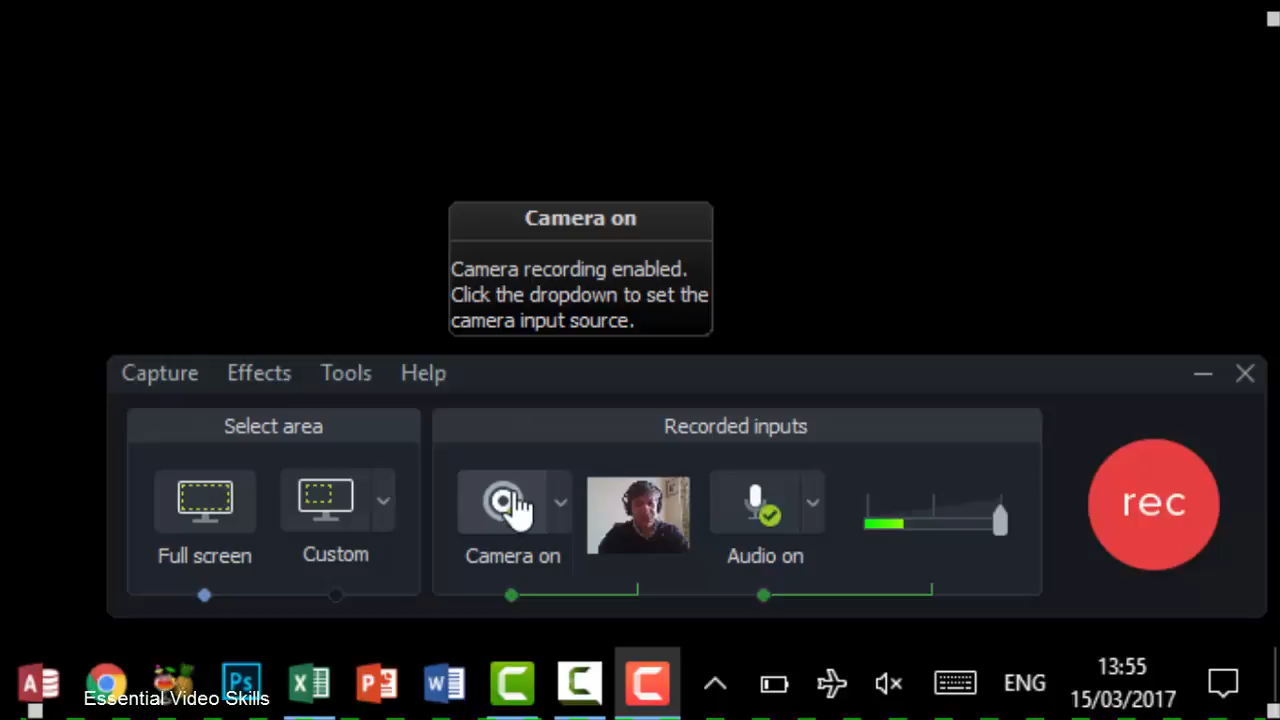 Camera on
Camera recording enabled.
Click the dropdown to set the
camera input source.
Capture Effects Tools Help
Select area
Recorded inputs
rec
Full screen
Custom
Camera on
Audio on
A
Ps
X
P
W
C
C
C
ENG
13:55
15/03/2017
Essential Video Skills